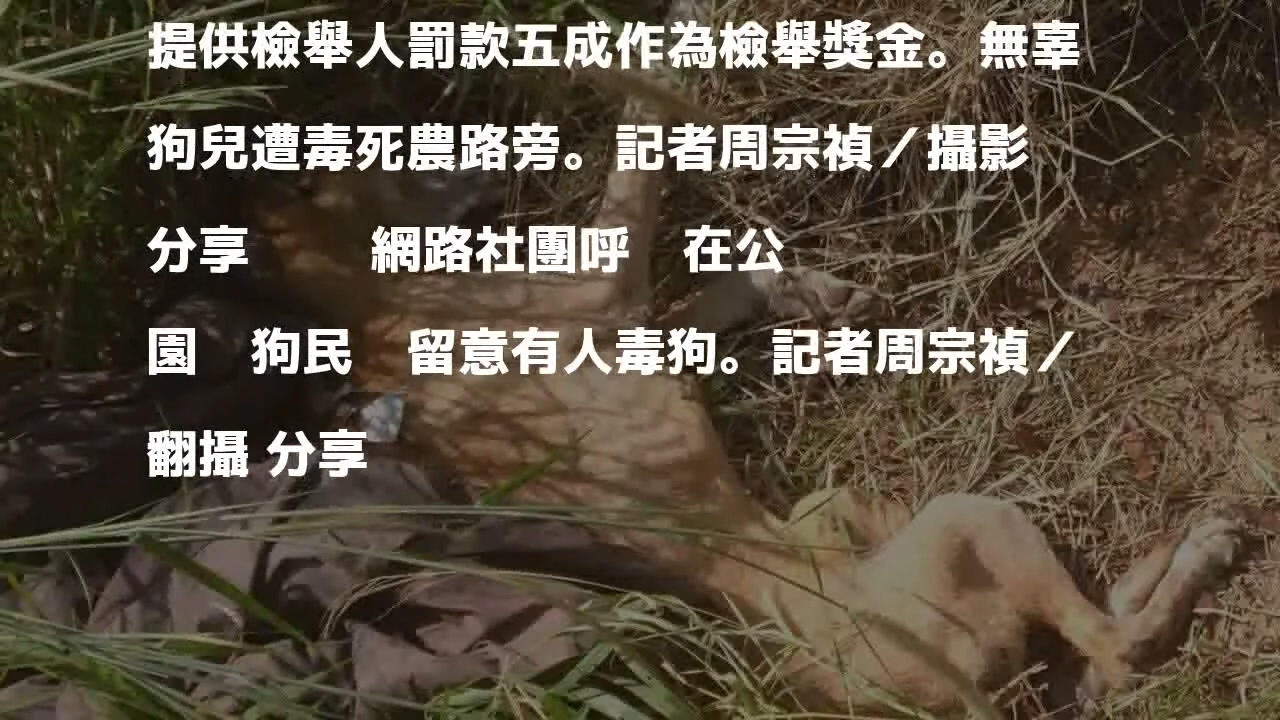 提供檢舉人罰款五成作為檢舉獎金。無辜
狗兒遭毒死農路旁。記者周宗禎／攝影
分享　　網路社團呼　在公
園　狗民　留意有人毒狗。記者周宗禎／
翻攝 分享